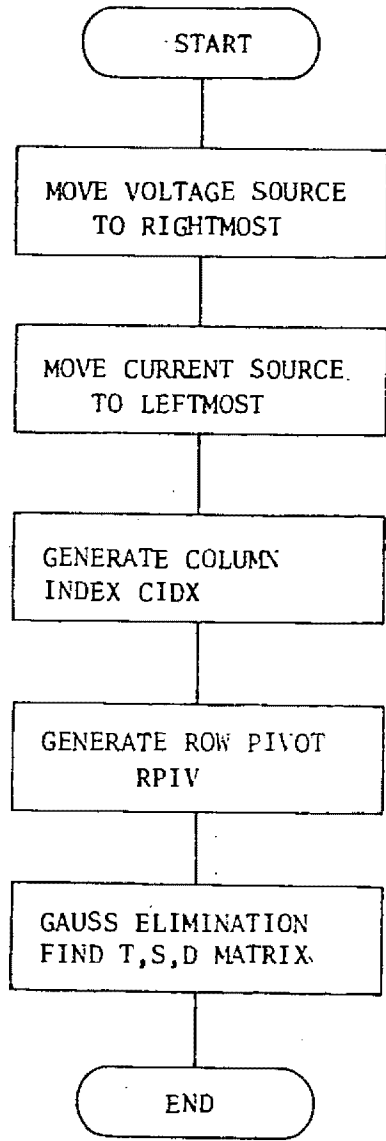 START
MOVE VOLTAGE SOURCE
TO RIGHTMOST
MOVE CURRENT SOURCE
TO LEFTMOST
GENERATE COLUMN
INDEX CIDX
GENERATE ROW PIVOT
RPIV
GAUSS ELIMINATION
FIND T,S,D MATRIX
END